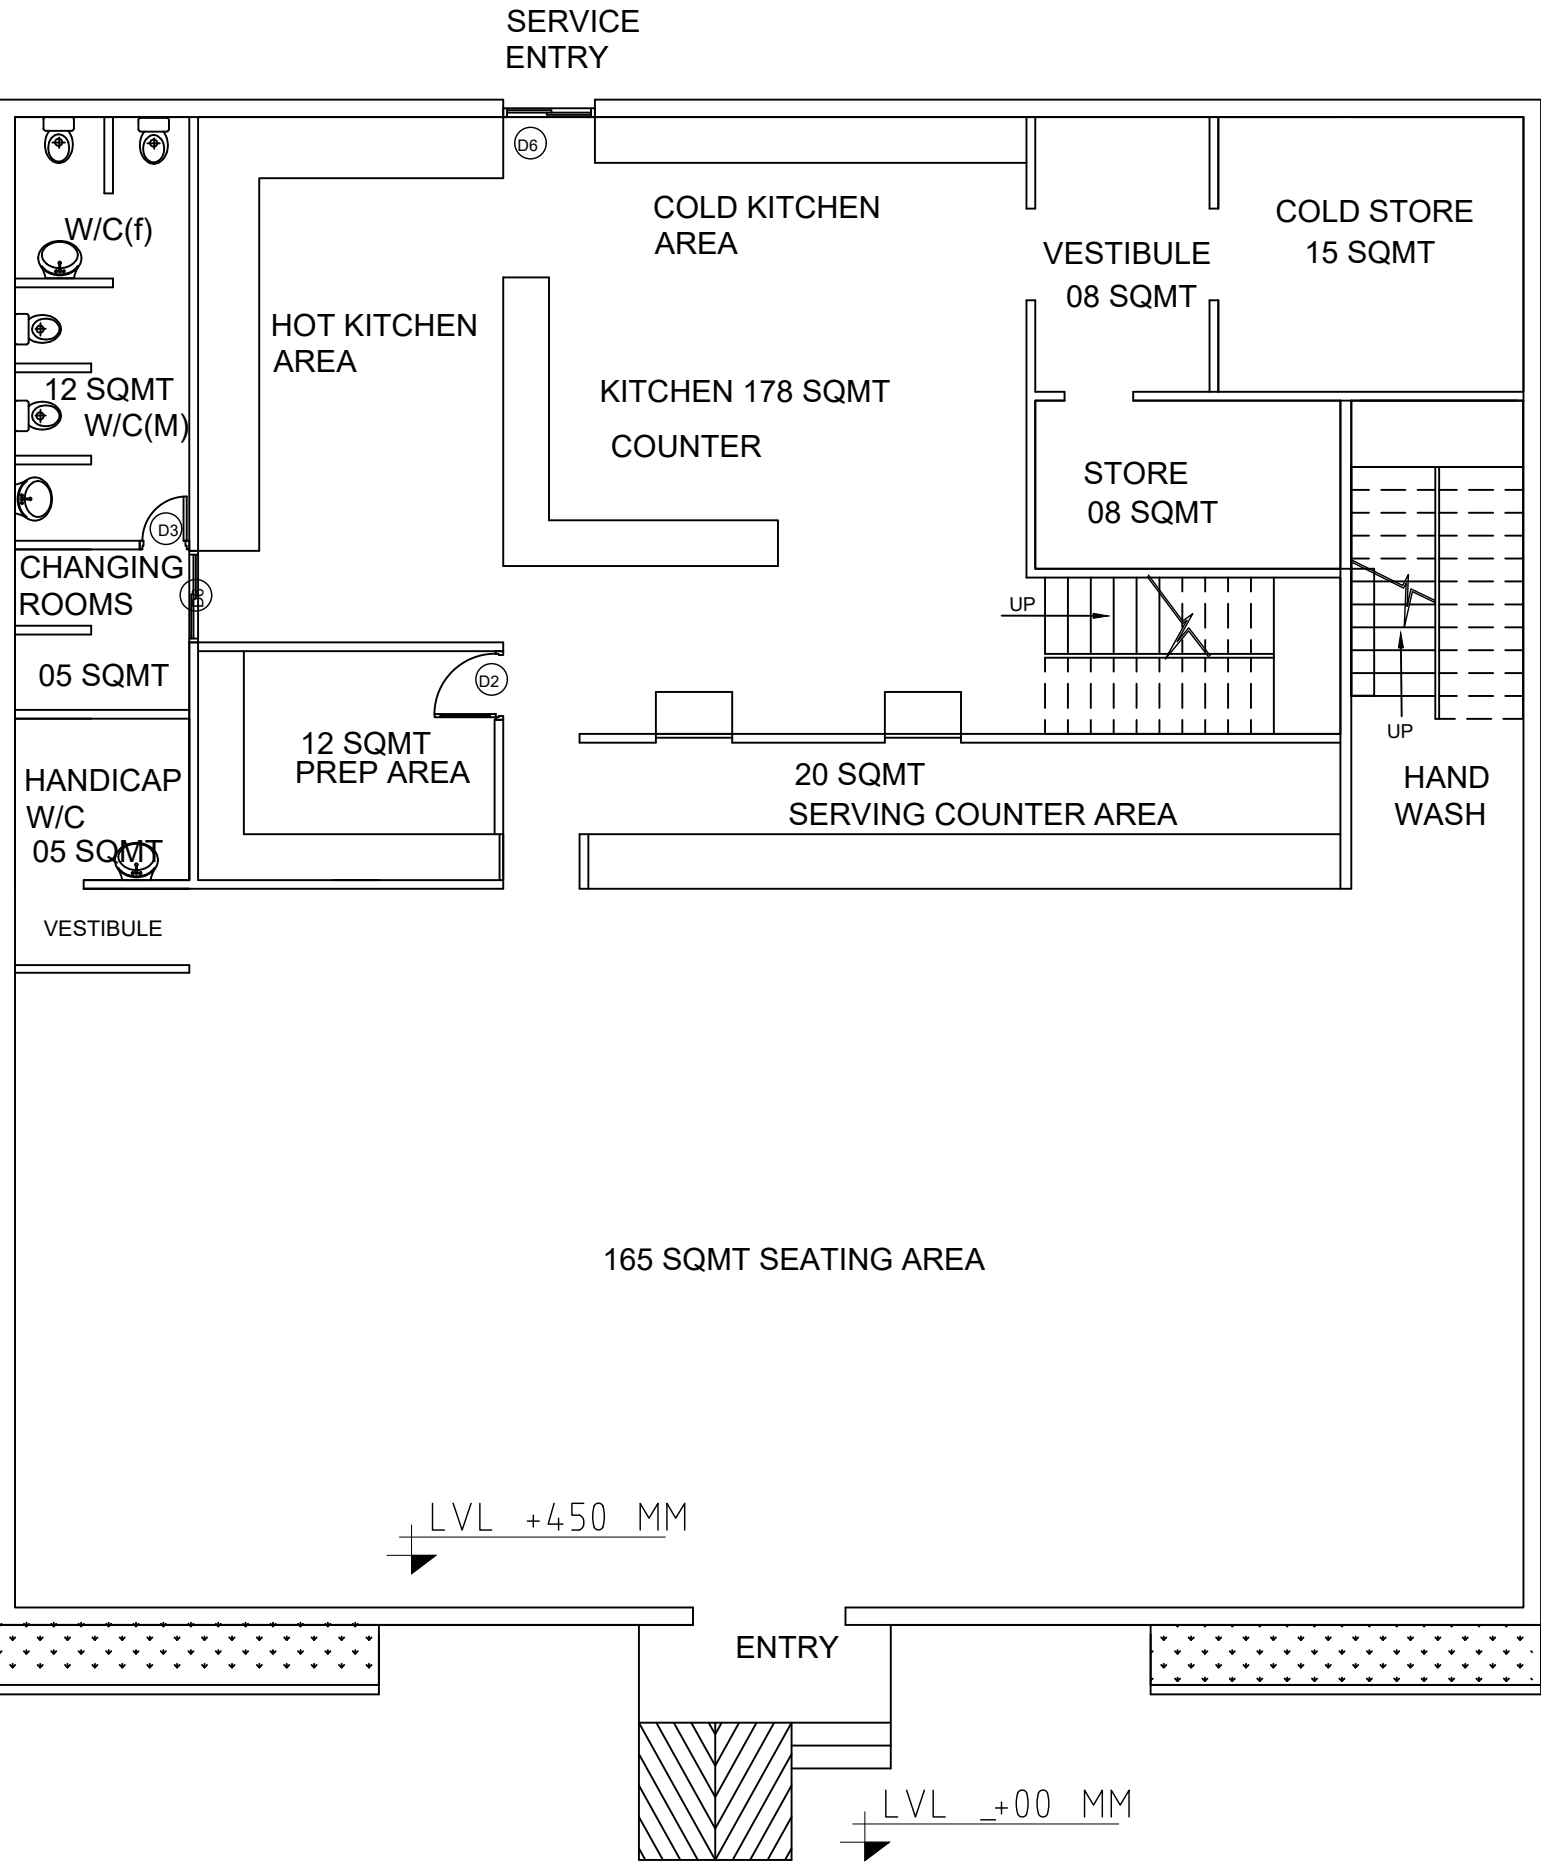 SERVICE
ENTRY
D6
W/C(f)
COLD KITCHEN
AREA
COLD STORE
15 SQMT
VESTIBULE
08 SQMT
HOT KITCHEN
AREA
12 SQMT
W/C(M)
KITCHEN 178 SQMT
COUNTER
STORE
08 SQMT
D3
CHANGING
ROOMS
D6
05 SQMT
UP
D2
UP
12 SQMT
PREP AREA
20 SQMT
SERVING COUNTER AREA
HAND
WASH
HANDICAP
W/C
05 SQMT
VESTIBULE
165 SQMT SEATING AREA
LVL +450 MM
ENTRY
LVL _+00 MM